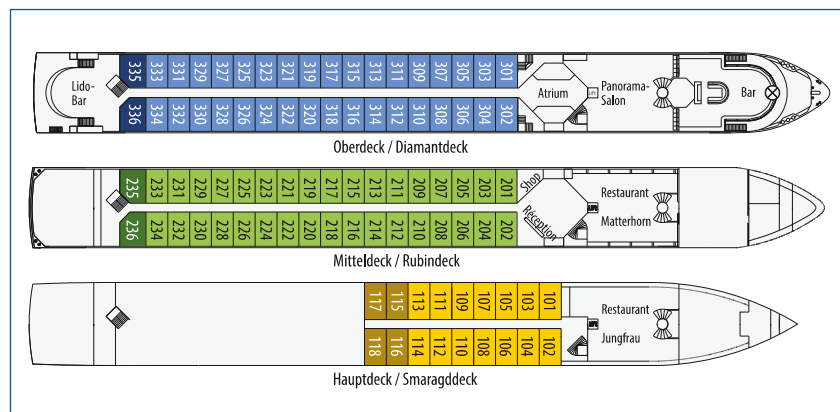 335 333 331 329 327 325 323 321 319 317 315 313 311 309 307 305 303 301
Lido-
Bar
Atrium
Panorama-
Salon
Bar
336 334 332 330 328 326 324 322 320 318 316 314 312 310 308 306 304 302
Oberdeck / Diamantdeck
235 233 231 229 227 225 223 221 219 217 215 213 211 209 207 205 203 201
Shop
Réception
Restaurant
Matterhorn
236 234 232 230 228 226 224 222 220 218 216 214 212 210 208 206 204 202
Mitteldeck / Rubindeck
117 115 113 111 109 107 105 103 101
Restaurant
Jungfrau
118 116 114 112 110 108 106 104 102
Hauptdeck / Smaragddeck